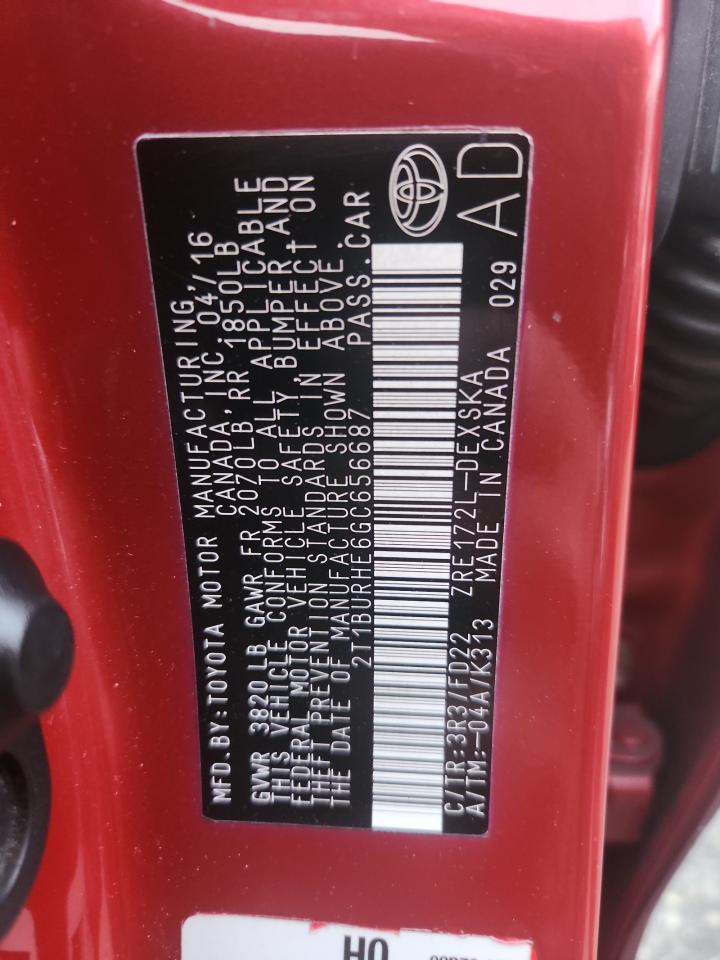 MFD.BY:TOYOTA MOTOR MANUFACTURING,
CANADA, INC. 04/16
GVWR 3820 LB GAWR FR 2070LB, RR 1850LB
THIS VEHICLE CONFORMS TO ALL APPLICABLE
FEDERAL MOTOR VEHICLE SAFETY, BUMPER AND
THEFT PREVENTION STANDARDS IN EFFECT ON
THE DATE OF MANUFACTURE SHOWN ABOVE.
2T1BURHE6GC656687 PASS.CAR
C/TR:3R3/FD22 ZRE172L-DEXSKA 029
A/TM:-04A/K313 MADE IN CANADA
AD
HO